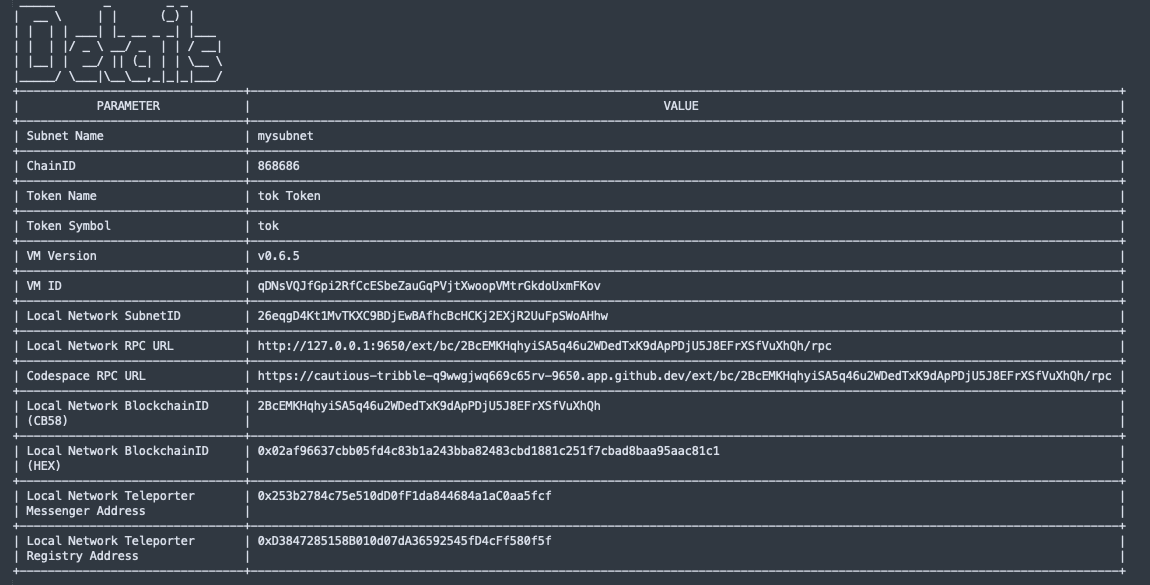 Details
PARAMETER VALUE
Subnet Name mysubnet
ChainID 868686
Token Name tok Token
Token Symbol tok
VM Version v0.6.5
VM ID qDNsVQJfGpi2RfCcESbeZauGqPVjtXwoopVMtrGkdoUxmFKov
Local Network SubnetID 26eqgD4Kt1MvTKXC9BDjEwBAfhcBcHCKj2EXjR2UuFpSWoAHhw
Local Network RPC URL http://127.0.0.1:9650/ext/bc/2BcEMKHqhyiSA5q46u2WDedTxK9dApPDjU5J8EFrXSfVuXhQh/rpc
Codespace RPC URL https://cautious-tribble-q9wwgjwq669c65rv-9650.app.github.dev/ext/bc/2BcEMKHqhyiSA5q46u2WDedTxK9dApPDjU5J8EFrXSfVuXhQh/rpc
Local Network BlockchainID 2BcEMKHqhyiSA5q46u2WDedTxK9dApPDjU5J8EFrXSfVuXhQh
(CB58)
Local Network BlockchainID 0x02af96637cbb05fd4c83b1a243bba82483cbd1881c251f7cbad8baa95aac81c1
(HEX)
Local Network Teleporter 0x253b2784c75e510dD0fF1da844684a1aC0aa5fcf
Messenger Address
Local Network Teleporter 0xD3847285158B010d07dA36592545fD4cFf580f5f
Registry Address